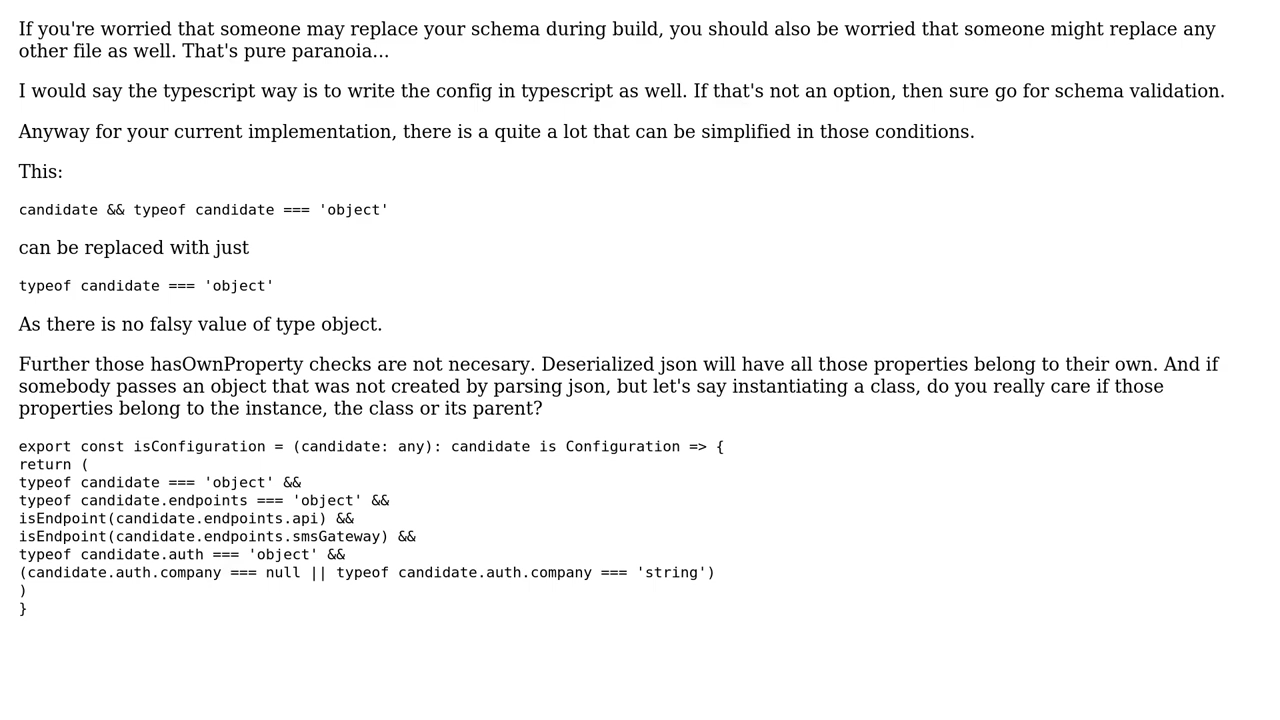 If you're worried that someone may replace your schema during build, you should also be worried that someone might replace any
other file as well. That's pure paranoia...
I would say the typescript way is to write the config in typescript as well. If that's not an option, then sure go for schema validation.
Anyway for your current implementation, there is a quite a lot that can be simplified in those conditions.
This:
candidate && typeof candidate === 'object'
can be replaced with just
typeof candidate === 'object'
As there is no falsy value of type object.
Further those hasOwnProperty checks are not necesary. Deserialized json will have all those properties belong to their own. And if
somebody passes an object that was not created by parsing json, but let's say instantiating a class, do you really care if those
properties belong to the instance, the class or its parent?
export const isConfiguration = (candidate: any): candidate is Configuration => {
return (
typeof candidate === 'object' &&
typeof candidate.endpoints === 'object' &&
isEndpoint(candidate.endpoints.api) &&
isEndpoint(candidate.endpoints.smsGateway) &&
typeof candidate.auth === 'object' &&
(candidate.auth.company === null || typeof candidate.auth.company === 'string')
)
}